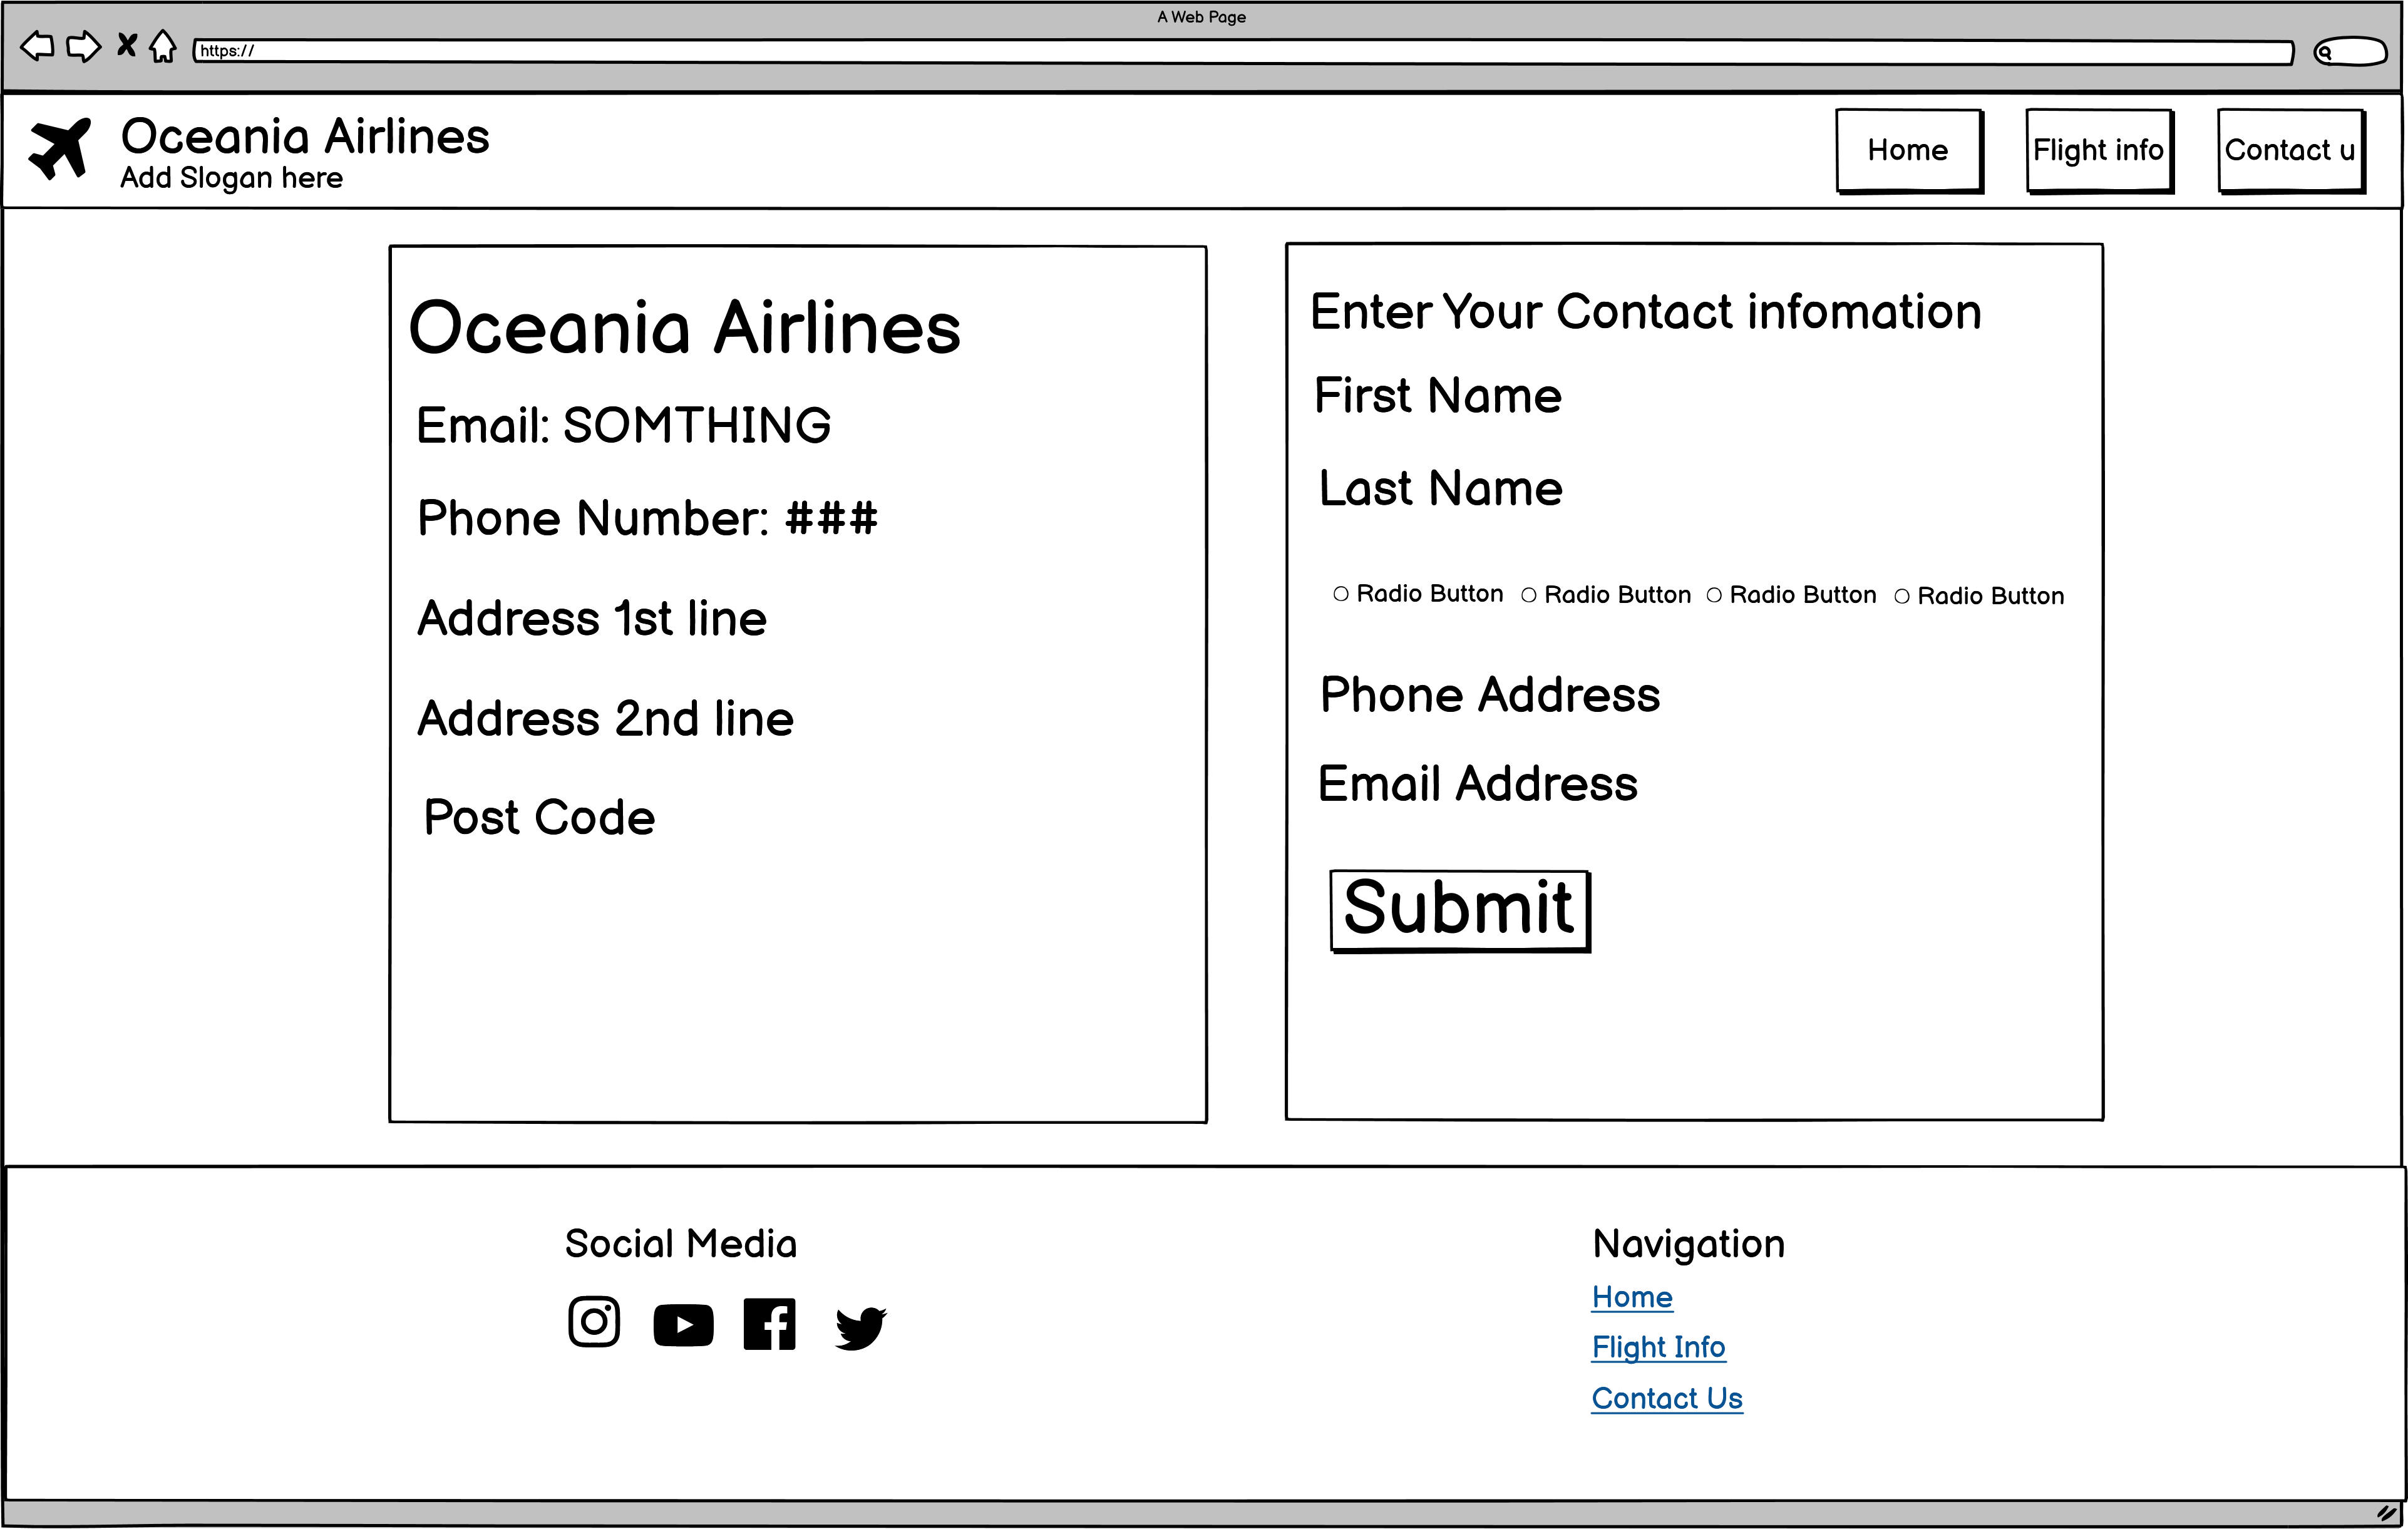 A Web Page
https://
Oceania Airlines
Add Slogan here
Home
Flight info
Contact u
Oceania Airlines
Email: SOMTHING
Phone Number: ###
Address 1st line
Address 2nd line
Post Code
Enter Your Contact infomation
First Name
Last Name
Radio Button Radio Button Radio Button Radio Button
Phone Address
Email Address
Submit
Social Media
Navigation
Home
Flight Info
Contact Us